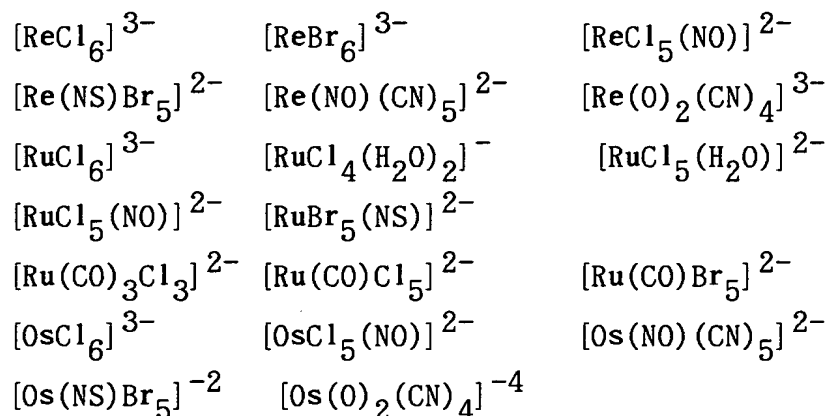 [ReCl₆]³⁻ [ReBr₆]³⁻ [ReCl₅(NO)]²⁻
[Re(NS)Br₅]²⁻ [Re(NO)(CN)₅]²⁻ [Re(O)₂(CN)₄]³⁻
[RuCl₆]³⁻ [RuCl₄(H₂O)₂]⁻ [RuCl₅(H₂O)]²⁻
[RuCl₅(NO)]²⁻ [RuBr₅(NS)]²⁻
[Ru(CO)₃Cl₃]²⁻ [Ru(CO)Cl₅]²⁻ [Ru(CO)Br₅]²⁻
[OsCl₆]³⁻ [OsCl₅(NO)]²⁻ [Os(NO)(CN)₅]²⁻
[Os(NS)Br₅]⁻² [Os(O)₂(CN)₄]⁻⁴